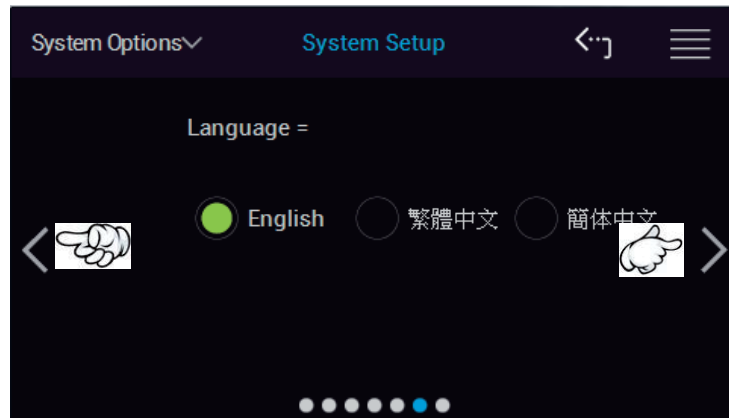 System Options System Setup
Language =
English 繁體中文 簡体中文